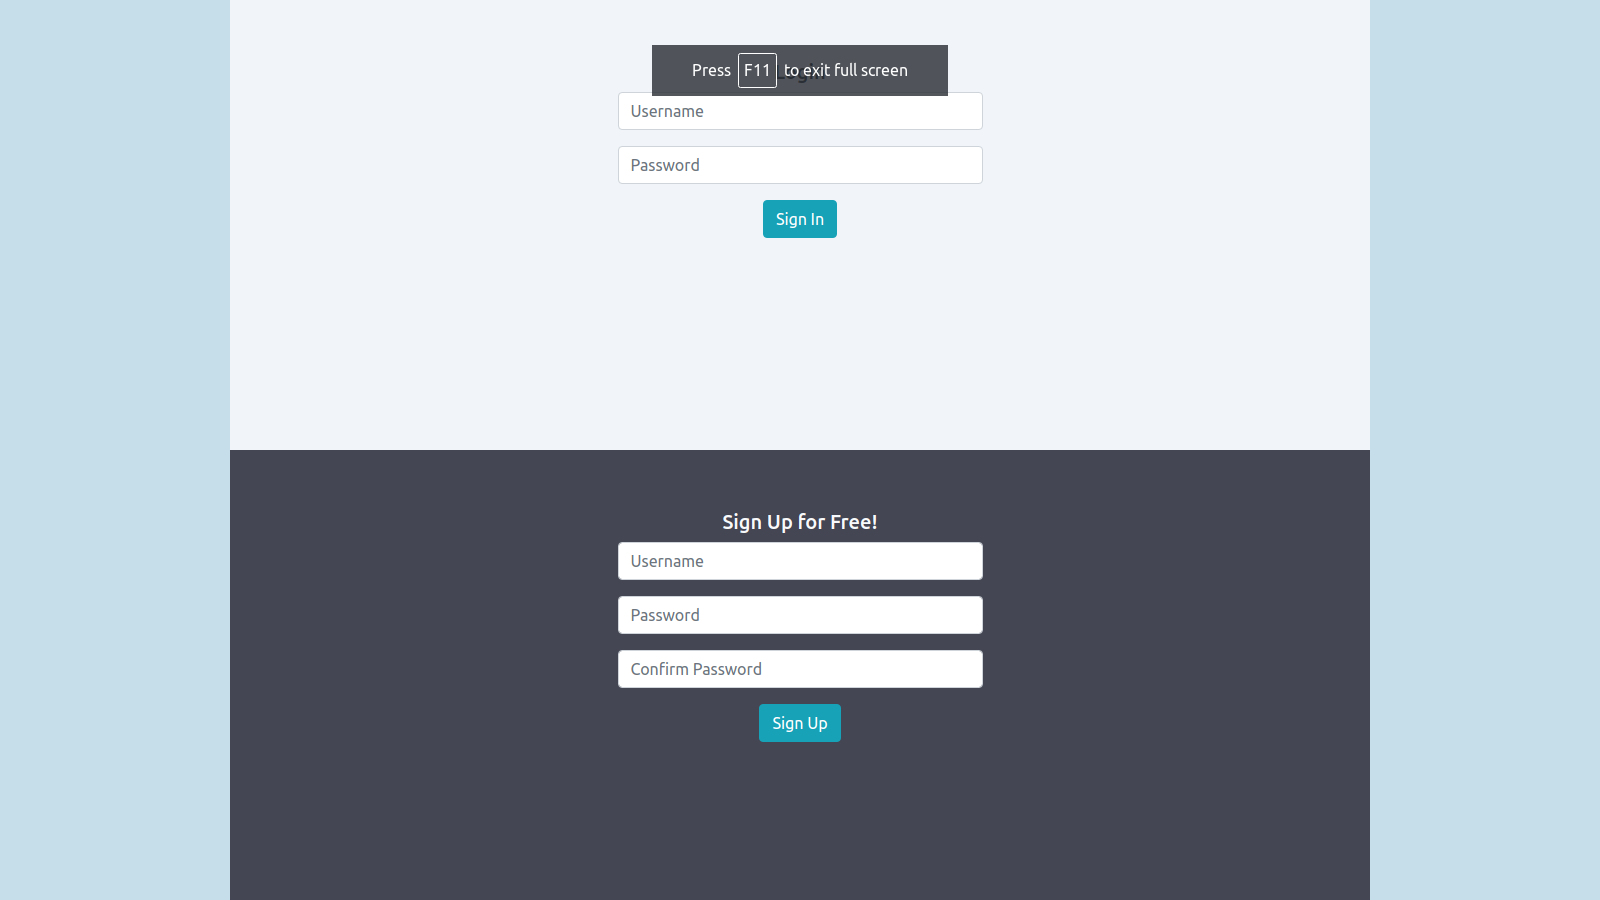 Press F11 to exit full screen
Login
Username
Password
Sign In
Sign Up for Free!
Username
Password
Confirm Password
Sign Up